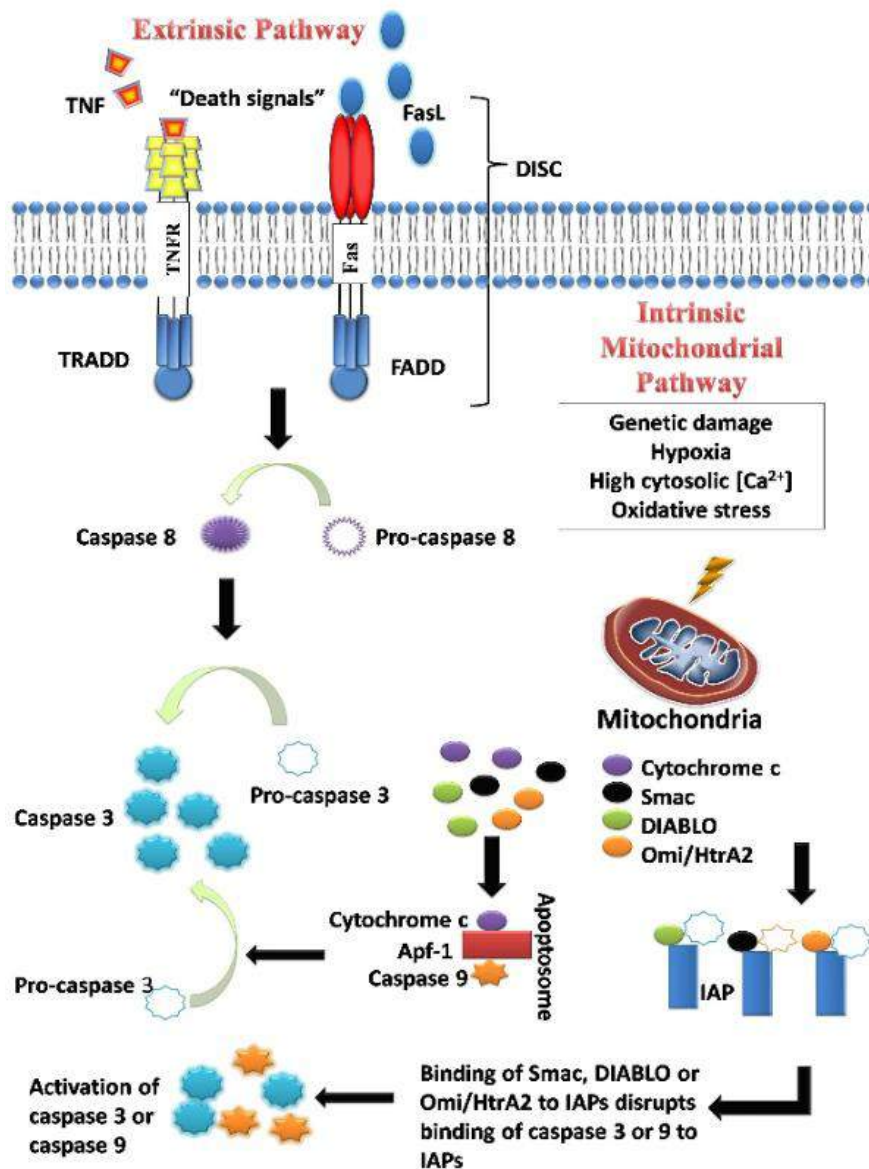 Extrinsic Pathway
TNF
“Death signals”
FasL
DISC
TNFR
Fas
TRADD
FADD
Intrinsic
Mitochondrial
Pathway
Genetic damage
Hypoxia
High cytosolic [Ca²⁺]
Oxidative stress
Caspase 8
Pro-caspase 8
Mitochondria
Pro-caspase 3
Caspase 3
Cytochrome c
Smac
DIABLO
Omi/HtrA2
Cytochrome c
Apf-1
Caspase 9
Apoptosome
Pro-caspase 3
IAP
Activation of
caspase 3 or
caspase 9
Binding of Smac, DIABLO or
Omi/HtrA2 to IAPs disrupts
binding of caspase 3 or 9 to
IAPs